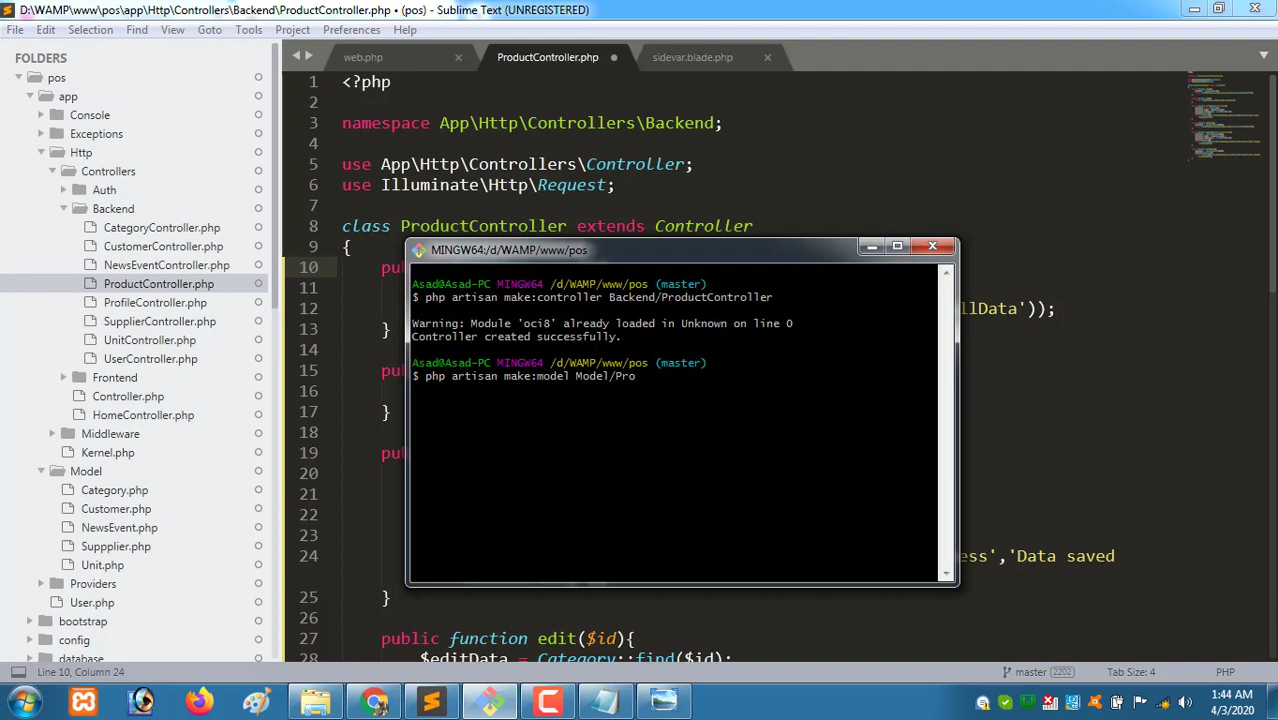 D:\WAMP\www\pos\app\Http\Controllers\Backend\ProductController.php • (pos) - Sublime Text (UNREGISTERED)
File Edit Selection Find View Goto Tools Project Preferences Help
FOLDERS
pos
app
Console
Exceptions
Http
Controllers
Auth
Backend
CategoryController.php
CustomerController.php
NewsEventController.php
ProductController.php
ProfileController.php
SupplierController.php
UnitController.php
UserController.php
Frontend
Controller.php
HomeController.php
Middleware
Kernel.php
Model
Category.php
Customer.php
NewsEvent.php
Suppplier.php
Unit.php
Providers
User.php
bootstrap
config
database
web.php ProductController.php sidevar.blade.php
1 <?php
2
3 namespace App\Http\Controllers\Backend;
4
5 use App\Http\Controllers\Controller;
6 use Illuminate\Http\Request;
7
8 class ProductController extends Controller
9 {
10 pu
11
12 llData'));
13 }
14
15 pu
16
17 }
18
19 pu
20
21
22
23
24 ess','Data saved
25 }
26
27 public function edit($id){
28 $editData = Category::find($id);
MINGW64:/d/WAMP/www/pos
Asad@Asad-PC MINGW64 /d/WAMP/www/pos (master)
$ php artisan make:controller Backend/ProductController
Warning: Module 'oci8' already loaded in Unknown on line 0
Controller created successfully.
Asad@Asad-PC MINGW64 /d/WAMP/www/pos (master)
$ php artisan make:model Model/Pro
Line 10, Column 24 master 2202 Tab Size: 4 PHP
1:44 AM
4/3/2020